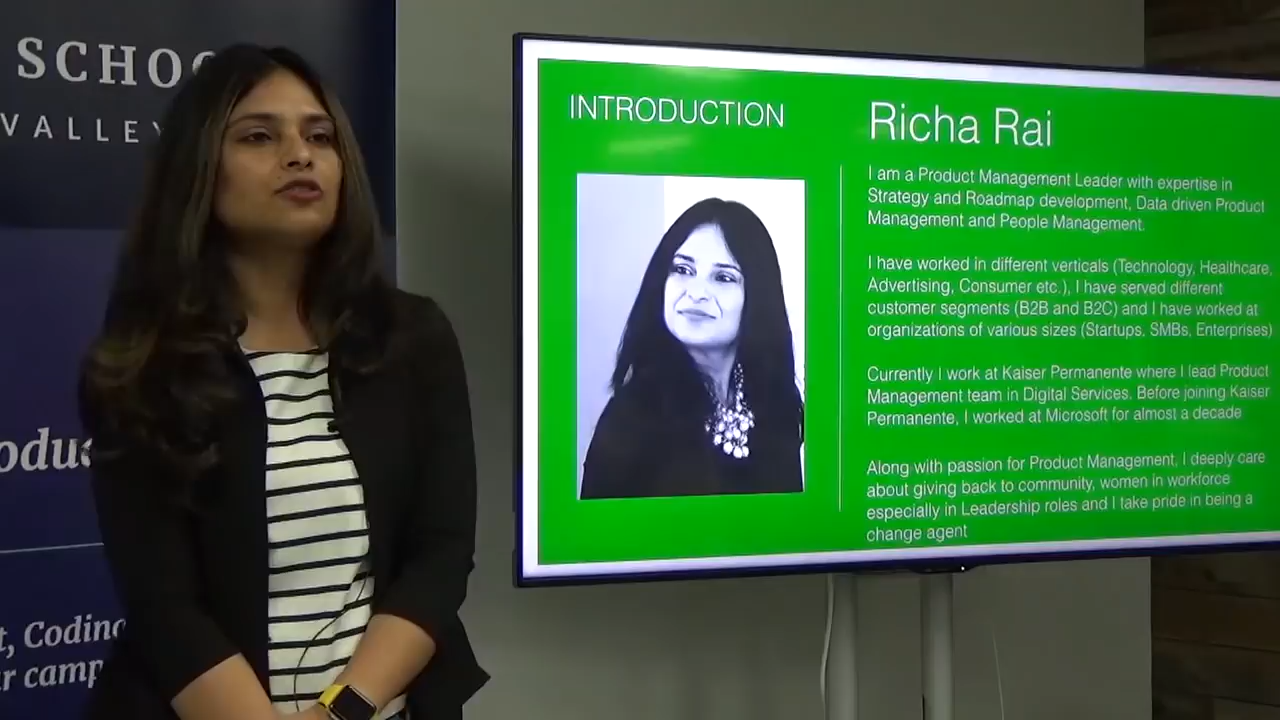 SCHOO
VALLEY
oduc
t, Coding
r camp
INTRODUCTION
Richa Rai
I am a Product Management Leader with expertise in
Strategy and Roadmap development, Data driven Product
Management and People Management.
I have worked in different verticals (Technology, Healthcare,
Advertising, Consumer etc.), I have served different
customer segments (B2B and B2C) and I have worked at
organizations of various sizes (Startups, SMBs, Enterprises)
Currently I work at Kaiser Permanente where I lead Product
Management team in Digital Services. Before joining Kaiser
Permanente, I worked at Microsoft for almost a decade
Along with passion for Product Management, I deeply care
about giving back to community, women in workforce
especially in Leadership roles and I take pride in being a
change agent